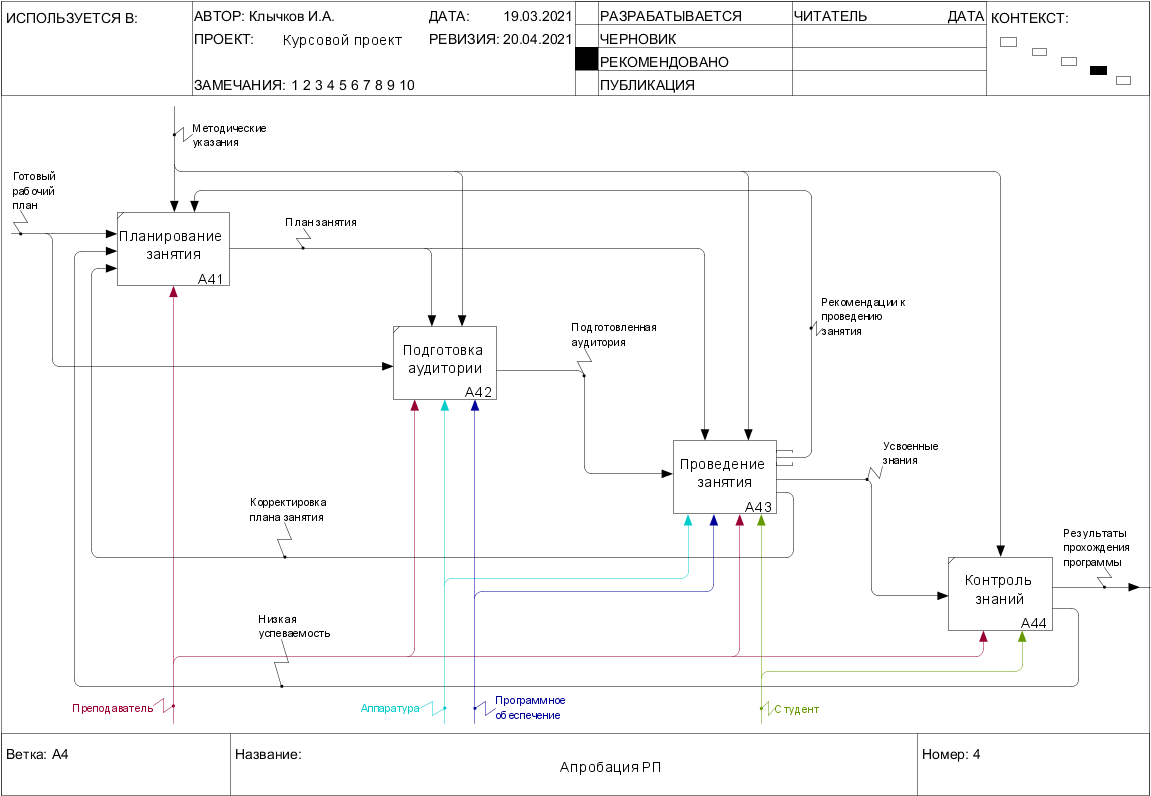 ИСПОЛЬЗУЕТСЯ В:
АВТОР: Клычков И.А.
ДАТА: 19.03.2021
ПРОЕКТ: Курсовой проект
РЕВИЗИЯ: 20.04.2021
ЗАМЕЧАНИЯ: 1 2 3 4 5 6 7 8 9 10
РАЗРАБАТЫВАЕТСЯ
ЧЕРНОВИК
РЕКОМЕНДОВАНО
ПУБЛИКАЦИЯ
ЧИТАТЕЛЬ
ДАТА
КОНТЕКСТ:
Методические
указания
Готовый
рабочий
план
Планирование
занятия
A41
План занятия
Рекомендации к
проведению
занятия
Подготовленная
аудитория
Подготовка
аудитории
A42
Усвоенные
знания
Проведение
занятия
A43
Корректировка
плана занятия
Результаты
прохождения
программы
Контроль
знаний
A44
Низкая
успеваемость
Преподаватель
Аппаратура
Программное
обеспечение
Студент
Ветка: A4
Название:
Апробация РП
Номер: 4